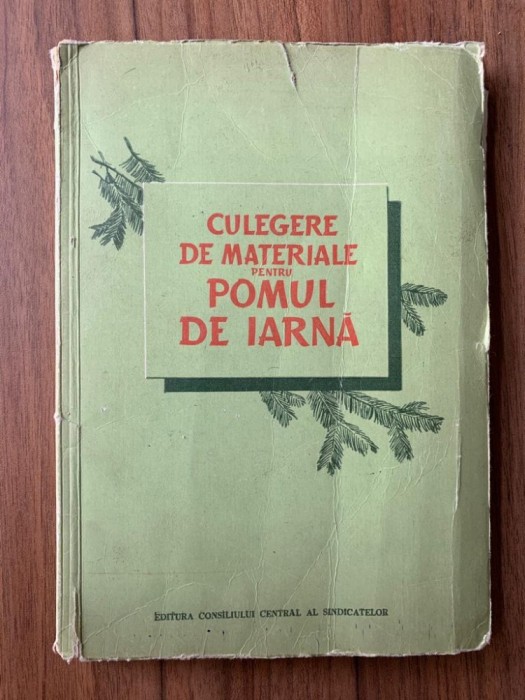 CULEGERE
DE MATERIALE
PENTRU
POMUL
DE IARNĂ
EDITURA CONSILIULUI CENTRAL AL SINDICATELOR